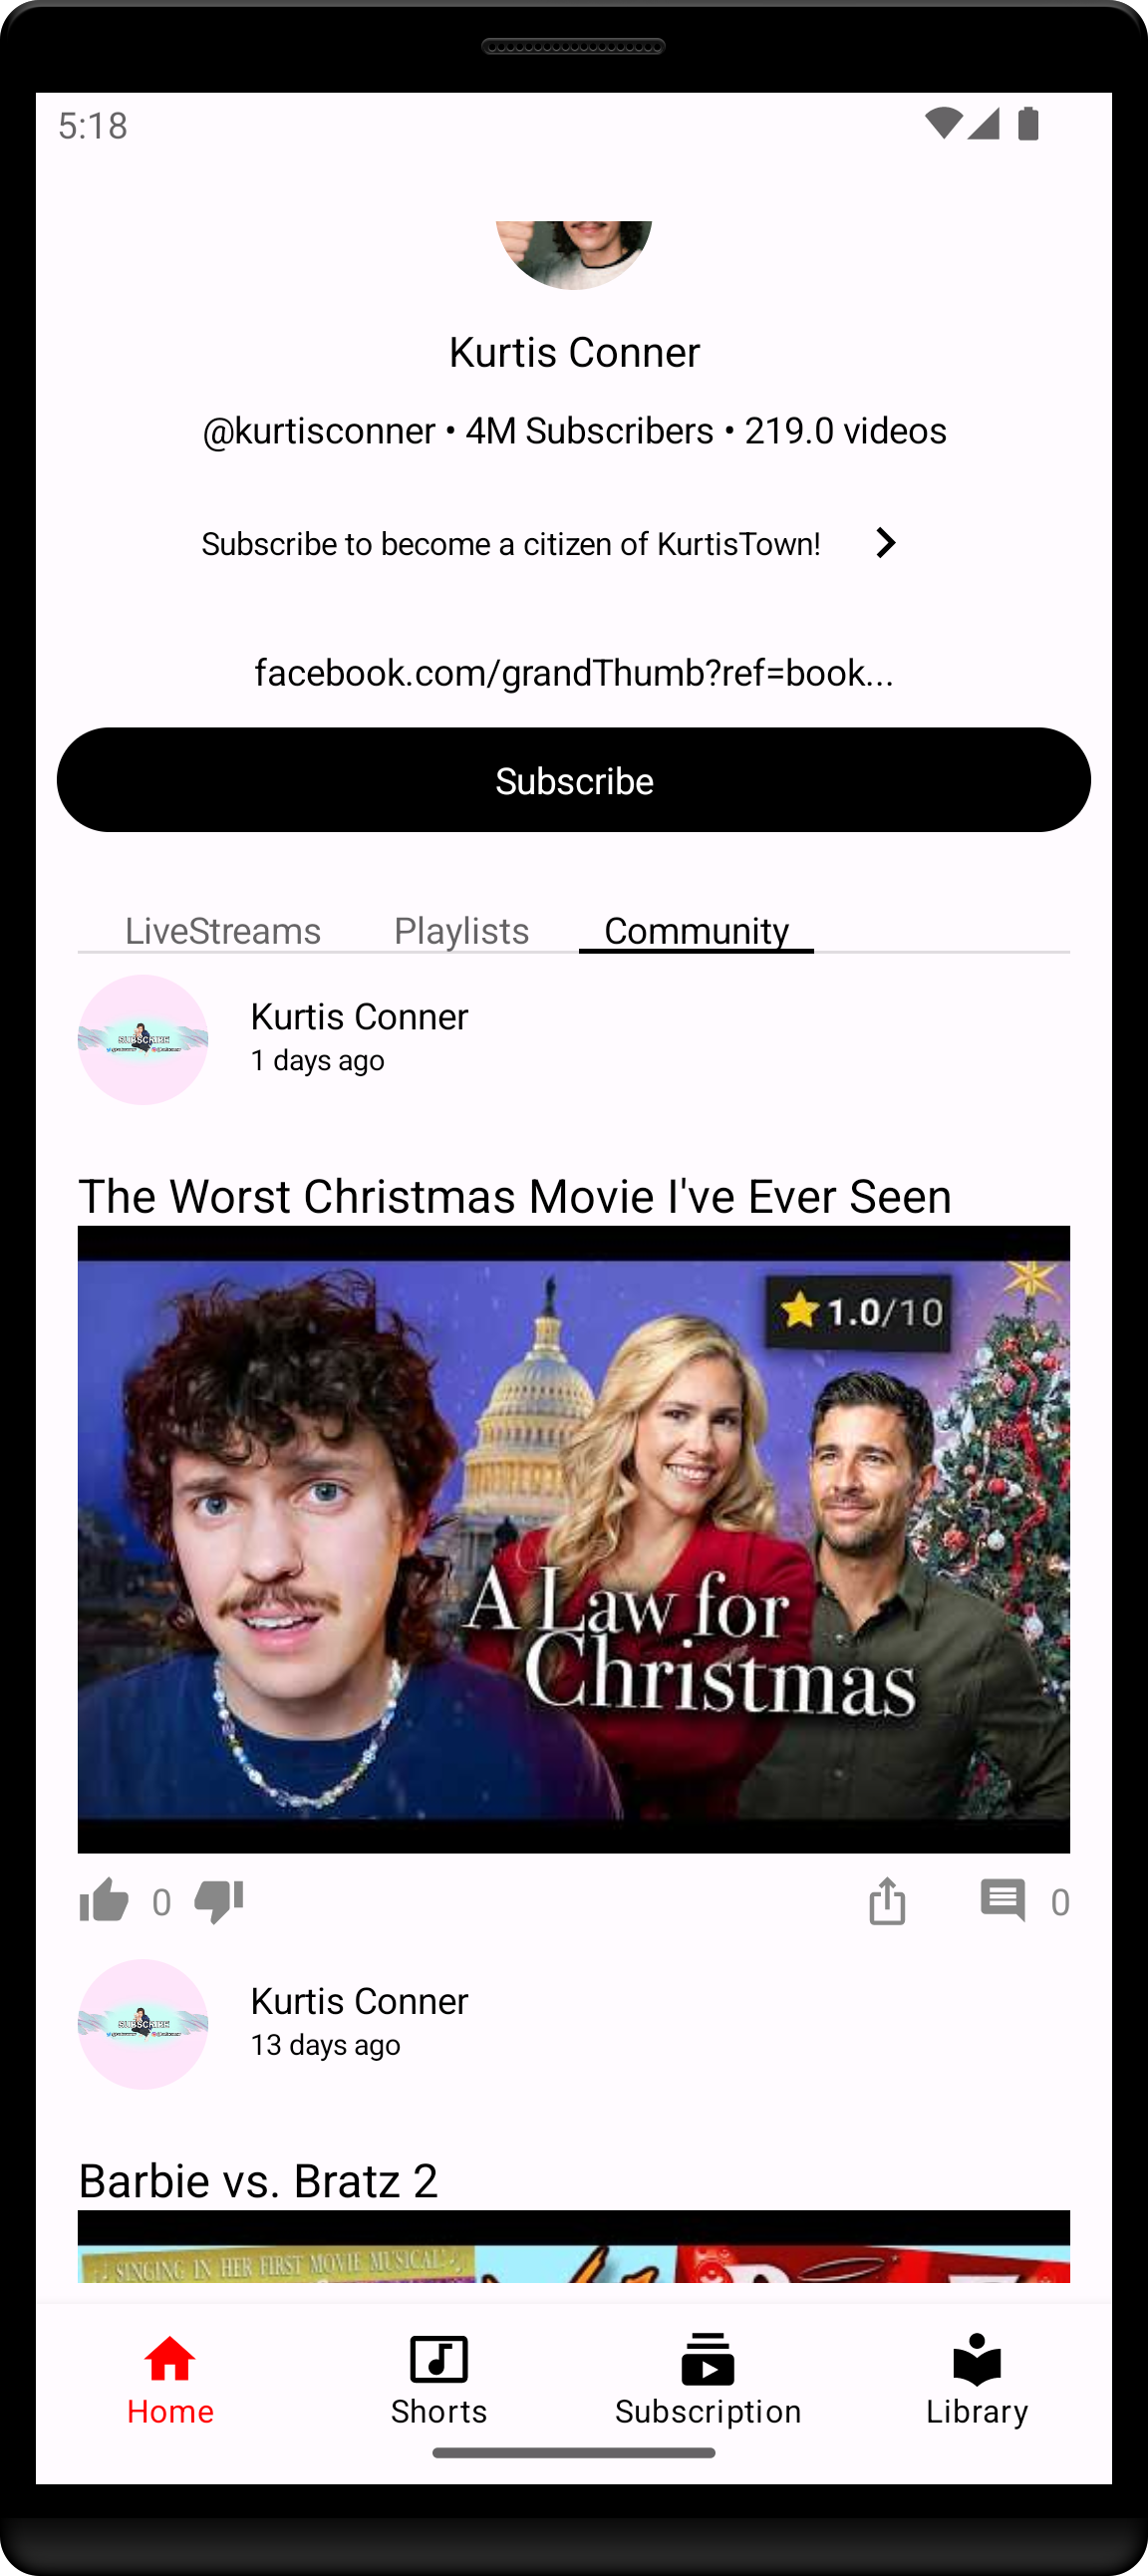 5:18
Kurtis Conner
@kurtisconner • 4M Subscribers • 219.0 videos
Subscribe to become a citizen of KurtisTown!
facebook.com/grandThumb?ref=book...
Subscribe
LiveStreams Playlists Community
Kurtis Conner
1 days ago
SUBSCRIBE
The Worst Christmas Movie I've Ever Seen
1.0/10
A Law for
Christmas
0 0
Kurtis Conner
13 days ago
SUBSCRIBE
Barbie vs. Bratz 2
SINGING IN HER FIRST MOVIE MUSICAL!
Home Shorts Subscription Library